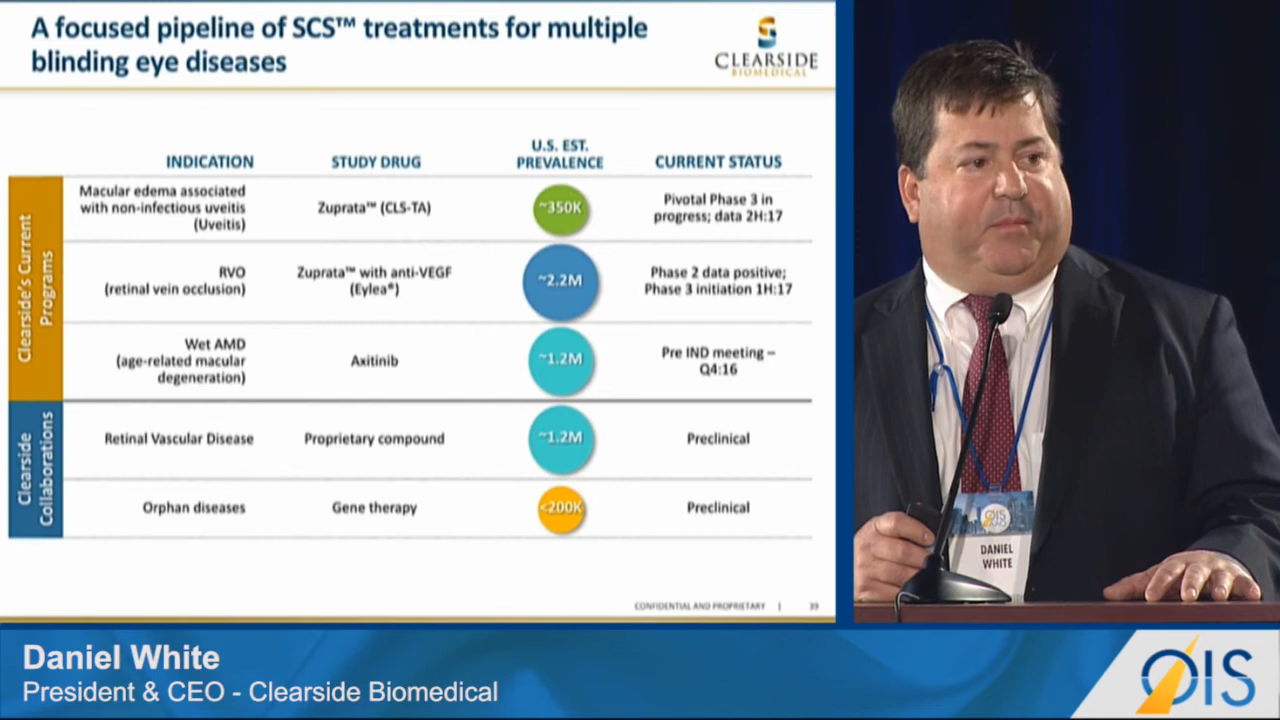 A focused pipeline of SCS™ treatments for multiple
blinding eye diseases
CLEARSIDE
BIOMEDICAL
INDICATION
STUDY DRUG
U.S. EST.
PREVALENCE
CURRENT STATUS
Clearside's Current
Programs
Macular edema associated
with non-infectious uveitis
(Uveitis)
Zuprata™ (CLS-TA)
~350K
Pivotal Phase 3 in
progress; data 2H:17
RVO
(retinal vein occlusion)
Zuprata™ with anti-VEGF
(Eylea®)
~2.2M
Phase 2 data positive;
Phase 3 initiation 1H:17
Wet AMD
(age-related macular
degeneration)
Axitinib
~1.2M
Pre IND meeting –
Q4:16
Clearside
Collaborations
Retinal Vascular Disease
Proprietary compound
~1.2M
Preclinical
Orphan diseases
Gene therapy
<200K
Preclinical
CONFIDENTIAL AND PROPRIETARY | 39
OIS
DANIEL
WHITE
Daniel White
President & CEO - Clearside Biomedical
OIS